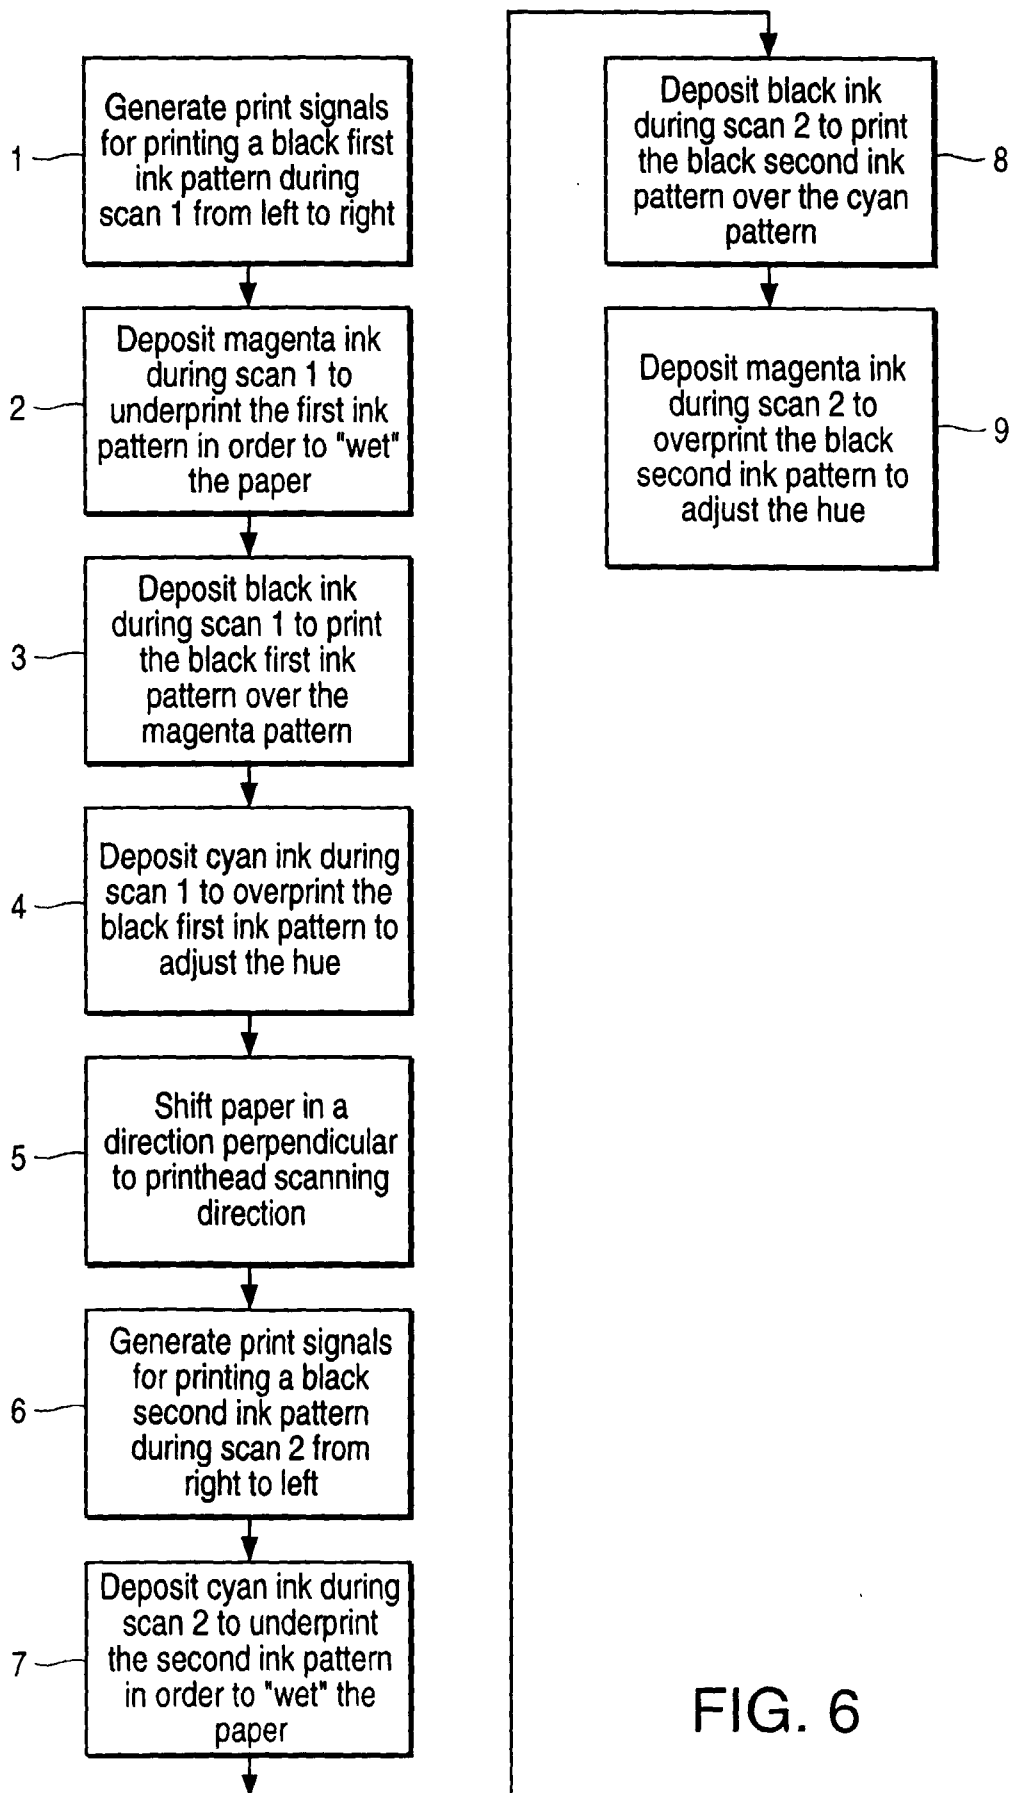 1
Generate print signals
for printing a black first
ink pattern during
scan 1 from left to right
2
Deposit magenta ink
during scan 1 to
underprint the first ink
pattern in order to "wet"
the paper
3
Deposit black ink
during scan 1 to print
the black first ink
pattern over the
magenta pattern
4
Deposit cyan ink during
scan 1 to overprint the
black first ink pattern to
adjust the hue
5
Shift paper in a
direction perpendicular
to printhead scanning
direction
6
Generate print signals
for printing a black
second ink pattern
during scan 2 from
right to left
7
Deposit cyan ink during
scan 2 to underprint
the second ink pattern
in order to "wet" the
paper
Deposit black ink
during scan 2 to print
the black second ink
pattern over the cyan
pattern
8
Deposit magenta ink
during scan 2 to
overprint the black
second ink pattern to
adjust the hue
9
FIG. 6